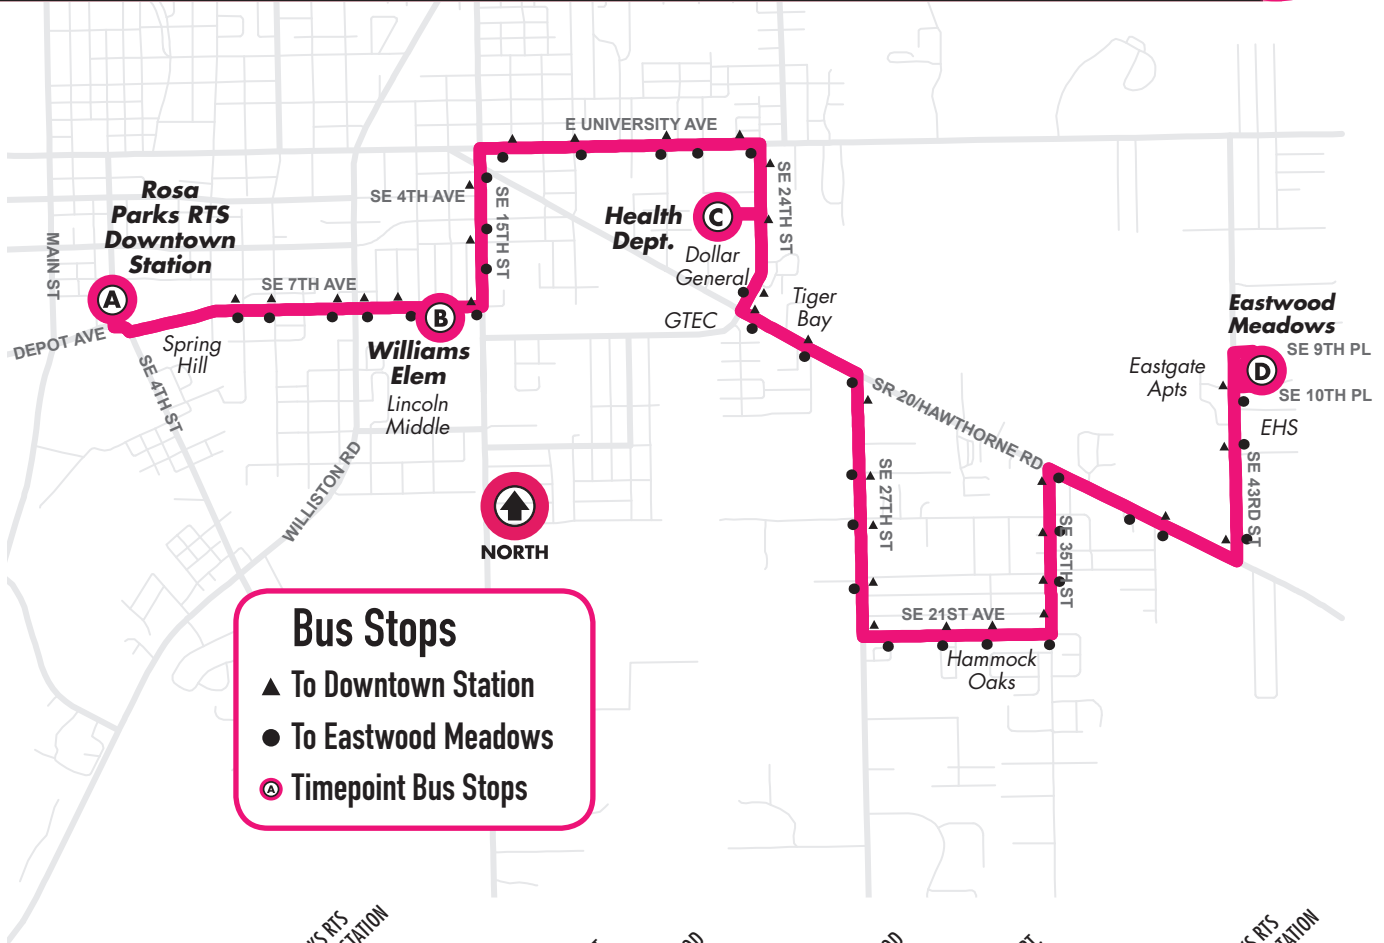 E UNIVERSITY AVE
Rosa
Parks RTS
Downtown
Station
SE 4TH AVE
SE 15TH ST
SE 24TH ST
Health
Dept.
C
Dollar
General
MAIN ST
A
SE 7TH AVE
B
Tiger
Bay
GTEC
DEPOT AVE
Spring
Hill
SE 4TH ST
Williams
Elem
Lincoln
Middle
Eastwood
Meadows
SE 9TH PL
D
SE 10TH PL
Eastgate
Apts
EHS
SR 20/HAWTHORNE RD
WILLISTON RD
SE 27TH ST
SE 43RD ST
SE 35TH ST
NORTH
SE 21ST AVE
Hammock
Oaks
Bus Stops
To Downtown Station
To Eastwood Meadows
A
Timepoint Bus Stops
RTS
STATION
RTS